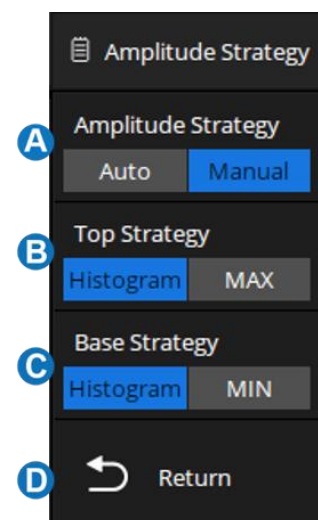 Amplitude Strategy
A
Amplitude Strategy
Auto Manual
B
Top Strategy
Histogram MAX
C
Base Strategy
Histogram MIN
D
Return